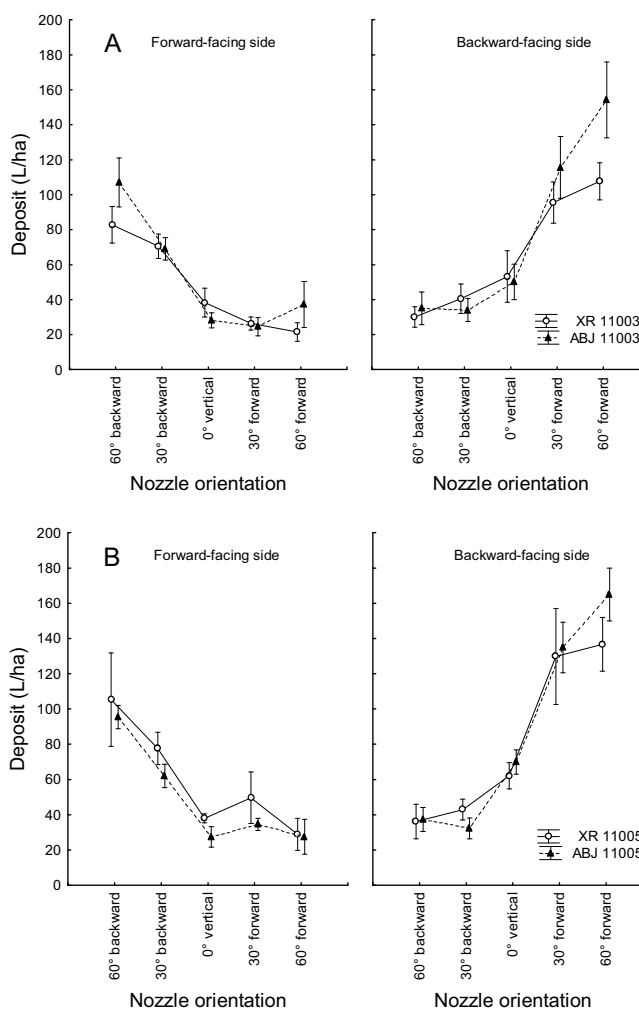 A
Forward-facing side
Backward-facing side
200
180
160
140
120
100
80
60
40
20
0
Deposit (L/ha)
XR 11003
ABJ 11003
60° backward
30° backward
0° vertical
30° forward
60° forward
60° backward
30° backward
0° vertical
30° forward
60° forward
Nozzle orientation
Nozzle orientation
B
Forward-facing side
Backward-facing side
200
180
160
140
120
100
80
60
40
20
0
Deposit (L/ha)
XR 11005
ABJ 11005
60° backward
30° backward
0° vertical
30° forward
60° forward
60° backward
30° backward
0° vertical
30° forward
60° forward
Nozzle orientation
Nozzle orientation